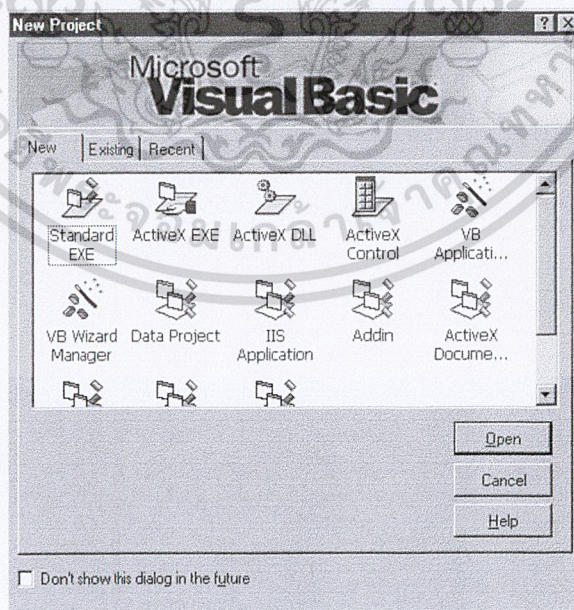 New Project
Microsoft
Visual Basic
New Existing Recent
Standard EXE
ActiveX EXE
ActiveX DLL
ActiveX Control
VB Applicati...
VB Wizard Manager
Data Project
IIS Application
Addin
ActiveX Docume...
Open
Cancel
Help
Don't show this dialog in the future